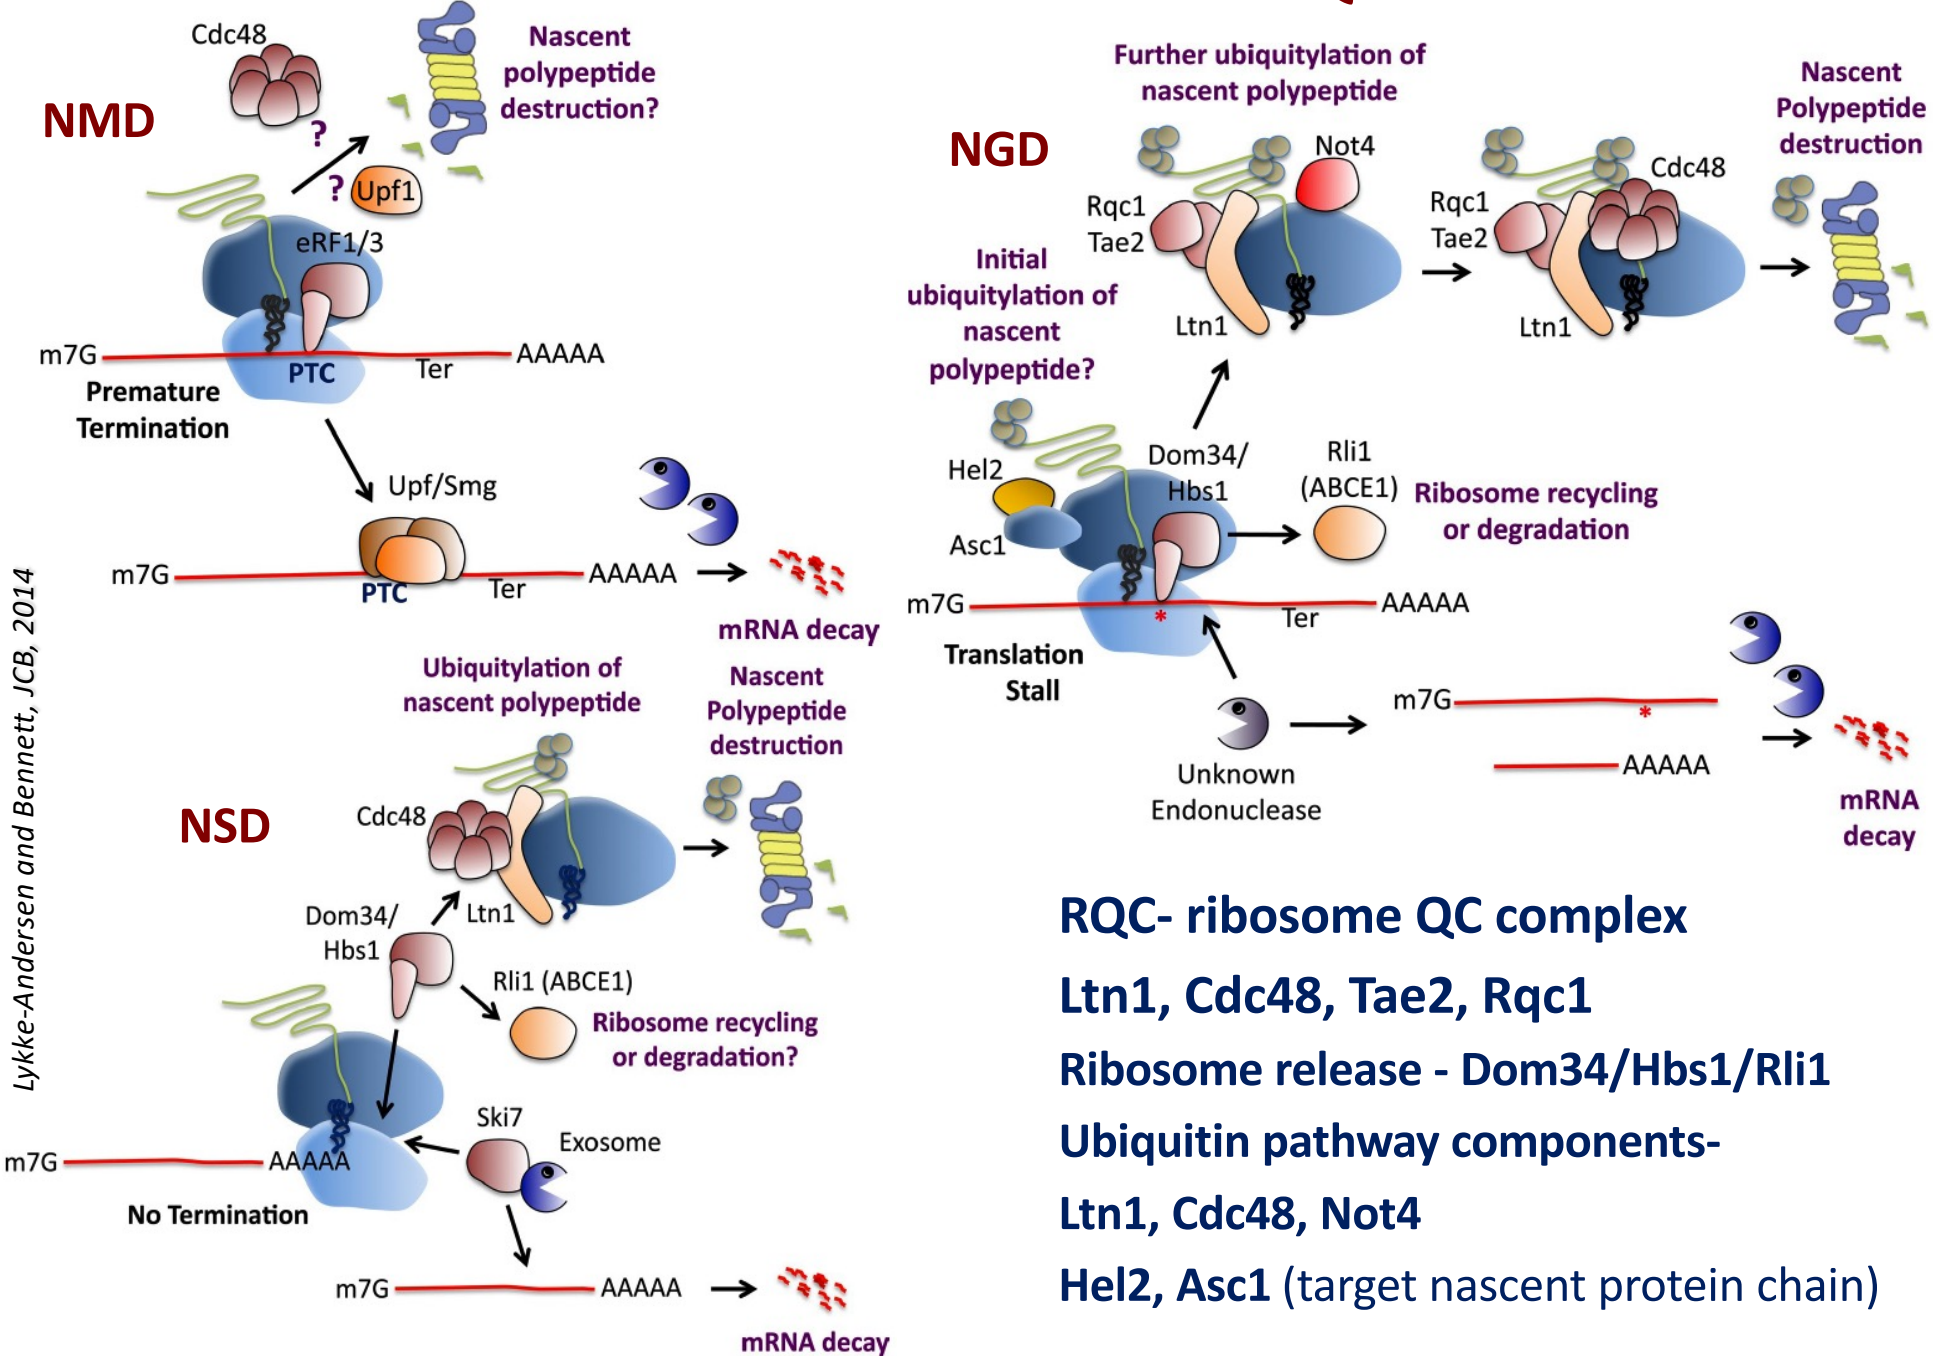 Cdc48
Nascent
polypeptide
destruction?
NMD
?
?
Upf1
eRF1/3
m7G
AAAAA
PTC
Ter
Premature
Termination
Upf/Smg
m7G
AAAAA
PTC
Ter
mRNA decay
Lykke-Andersen and Bennett, JCB, 2014
Ubiquitylation of
nascent polypeptide
Nascent
Polypeptide
destruction
NSD
Cdc48
Ltn1
Dom34/
Hbs1
Rli1 (ABCE1)
Ribosome recycling
or degradation?
Ski7
Exosome
m7G
AAAAA
No Termination
m7G
AAAAA
mRNA decay
Further ubiquitylation of
nascent polypeptide
Nascent
Polypeptide
destruction
NGD
Not4
Rqc1
Tae2
Ltn1
Cdc48
Rqc1
Tae2
Ltn1
Initial
ubiquitylation of
nascent
polypeptide?
Hel2
Asc1
Dom34/
Hbs1
Rli1
(ABCE1)
Ribosome recycling
or degradation
m7G
AAAAA
*
Ter
Translation
Stall
Unknown
Endonuclease
m7G
*
AAAAA
mRNA
decay
RQC- ribosome QC complex
Ltn1, Cdc48, Tae2, Rqc1
Ribosome release - Dom34/Hbs1/Rli1
Ubiquitin pathway components-
Ltn1, Cdc48, Not4
Hel2, Asc1 (target nascent protein chain)